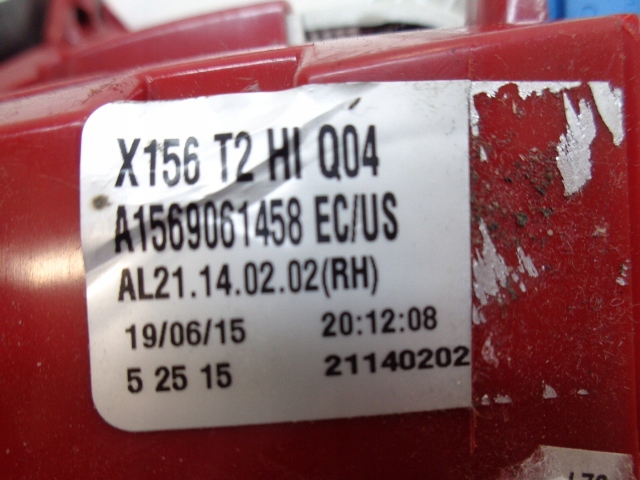 X156 T2 HI Q04
A1569061458 EC/US
AL21.14.02.02(RH)
19/06/15 20:12:08
5 25 15 21140202